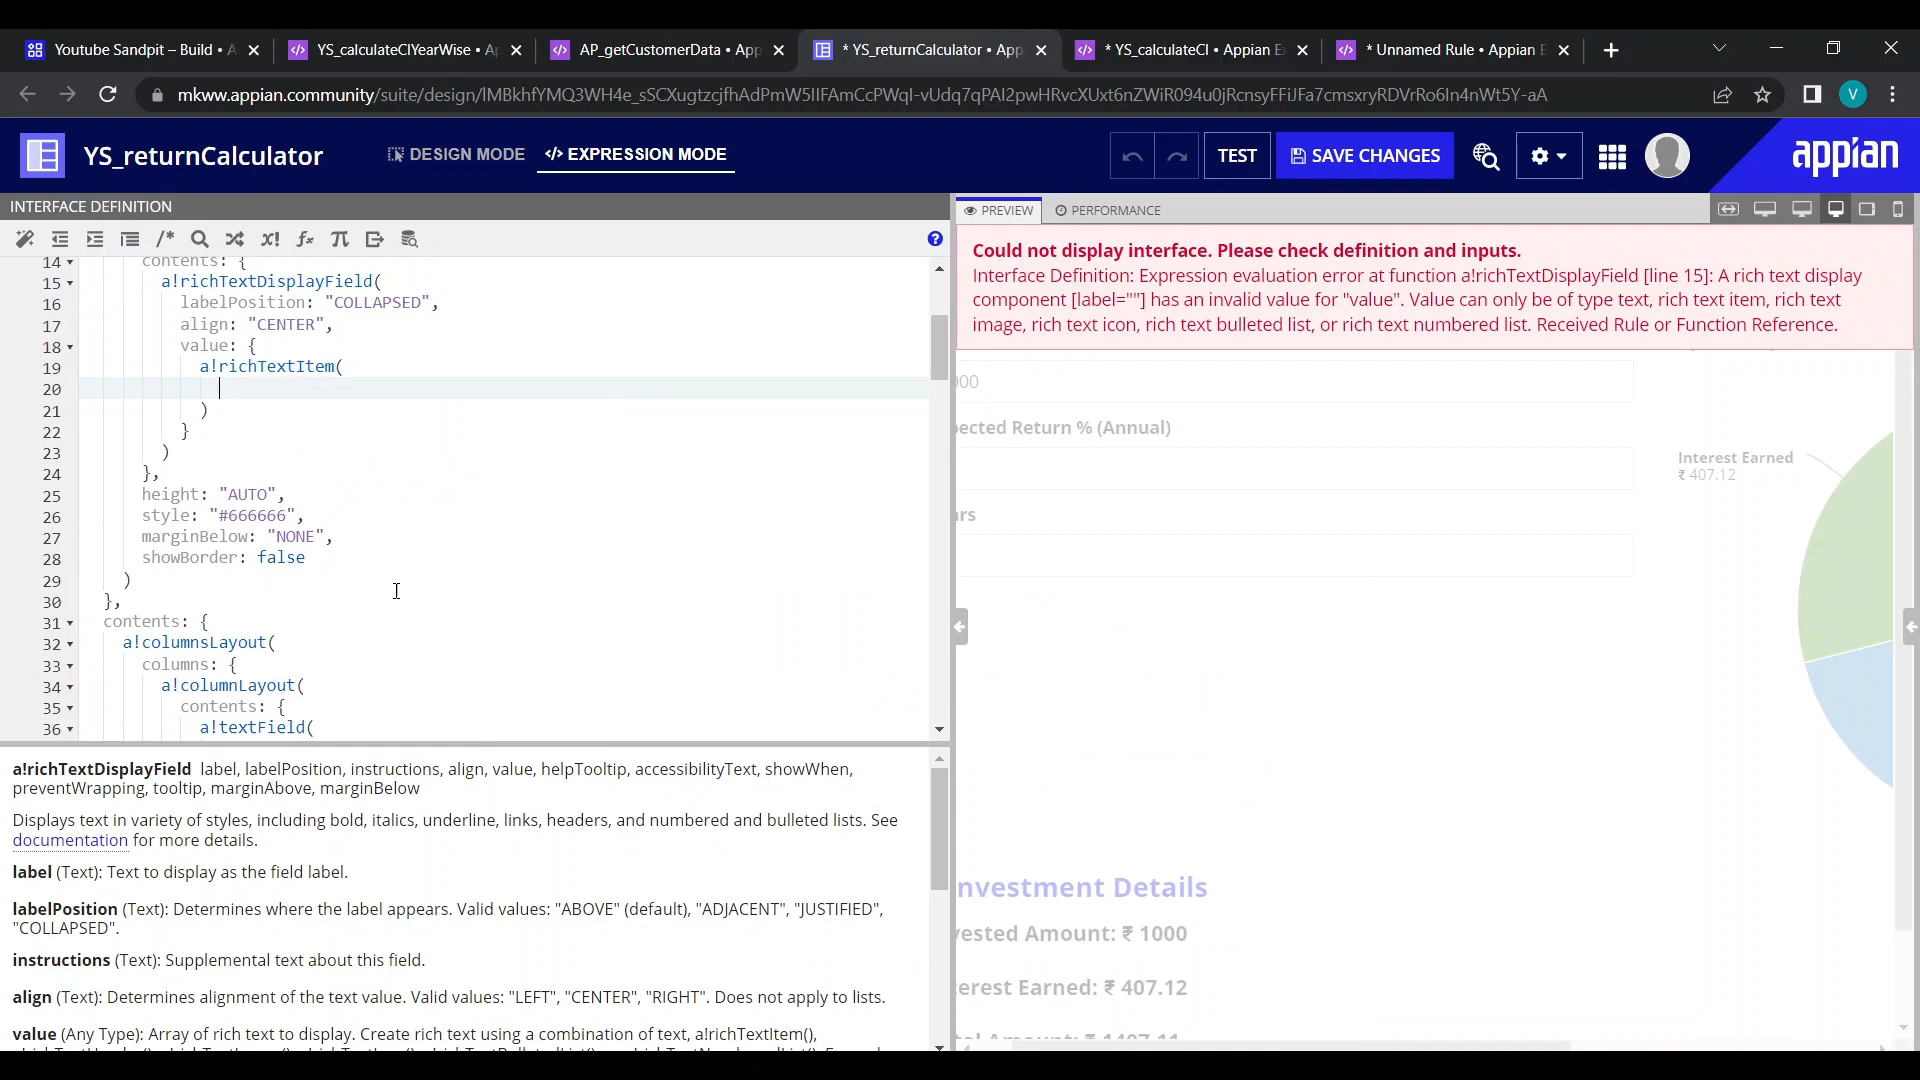 Youtube Sandpit – Build • A
YS_calculateCIYearWise • Ap
AP_getCustomerData • App
* YS_returnCalculator • App
* YS_calculateCI • Appian E
* Unnamed Rule • Appian E
V
YS_returnCalculator
DESIGN MODE
</> EXPRESSION MODE
TEST
SAVE CHANGES
appian
INTERFACE DEFINITION
PREVIEW
PERFORMANCE
14 contents: {
15 a!richTextDisplayField(
16 labelPosition: "COLLAPSED",
17 align: "CENTER",
18 value: {
19 a!richTextItem(
20
21 )
22 }
23 )
24 },
25 height: "AUTO",
26 style: "#666666",
27 marginBelow: "NONE",
28 showBorder: false
29 )
30 },
31 contents: {
32 a!columnsLayout(
33 columns: {
34 a!columnLayout(
35 contents: {
36 a!textField(
a!richTextDisplayField label, labelPosition, instructions, align, value, helpTooltip, accessibilityText, showWhen,
preventWrapping, tooltip, marginAbove, marginBelow
Displays text in variety of styles, including bold, italics, underline, links, headers, and numbered and bulleted lists. See
documentation for more details.
label (Text): Text to display as the field label.
labelPosition (Text): Determines where the label appears. Valid values: "ABOVE" (default), "ADJACENT", "JUSTIFIED",
"COLLAPSED".
instructions (Text): Supplemental text about this field.
align (Text): Determines alignment of the text value. Valid values: "LEFT", "CENTER", "RIGHT". Does not apply to lists.
value (Any Type): Array of rich text to display. Create rich text using a combination of text, a!richTextItem(),
Could not display interface. Please check definition and inputs.
Interface Definition: Expression evaluation error at function a!richTextDisplayField [line 15]: A rich text display
component [label=""] has an invalid value for "value". Value can only be of type text, rich text item, rich text
image, rich text icon, rich text bulleted list, or rich text numbered list. Received Rule or Function Reference.
000
pected Return % (Annual)
ars
Interest Earned
₹ 407.12
nvestment Details
vested Amount: ₹ 1000
erest Earned: ₹ 407.12
tal Amount: ₹ 1407.11